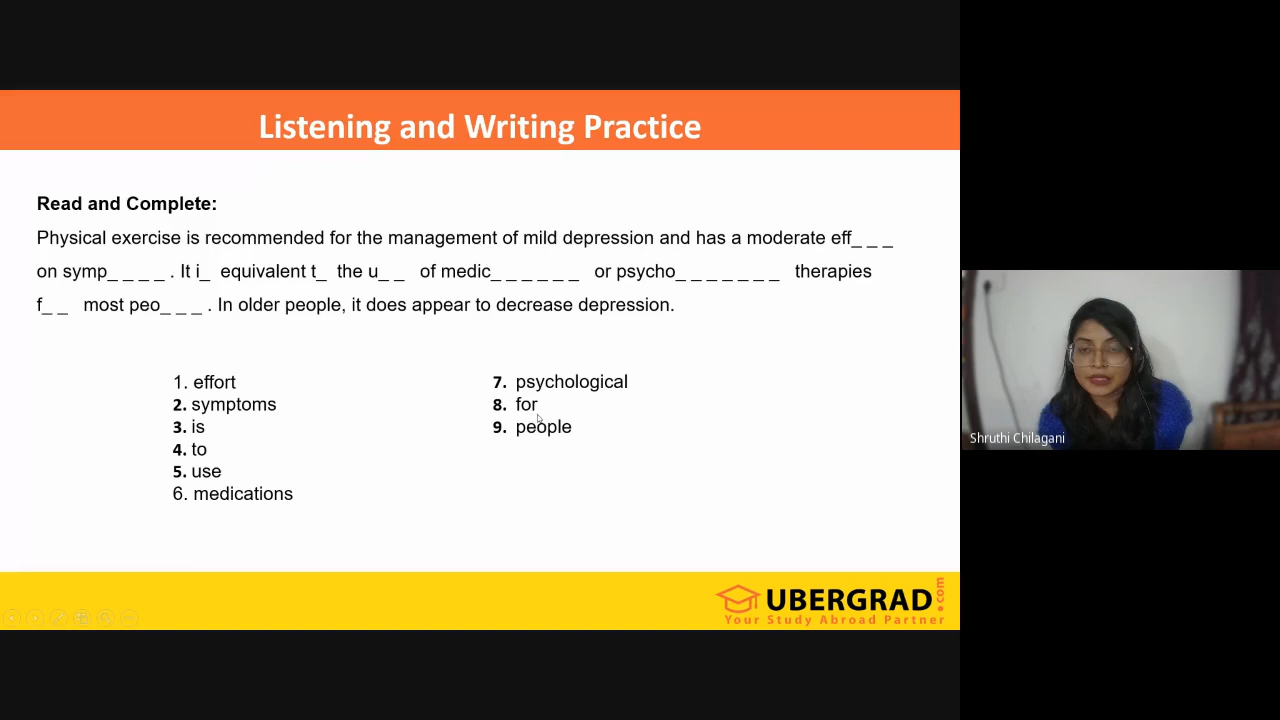 Listening and Writing Practice
Read and Complete:
Physical exercise is recommended for the management of mild depression and has a moderate eff_ _ _
on symp_ _ _ _ . It i_ equivalent t_ the u_ _ of medic_ _ _ _ _ _ or psycho_ _ _ _ _ _ _ therapies
f_ _ most peo_ _ _ . In older people, it does appear to decrease depression.
1. effort
2. symptoms
3. is
4. to
5. use
6. medications
7. psychological
8. for
9. people
Shruthi Chilagani
UBERGRAD.com
Your Study Abroad Partner